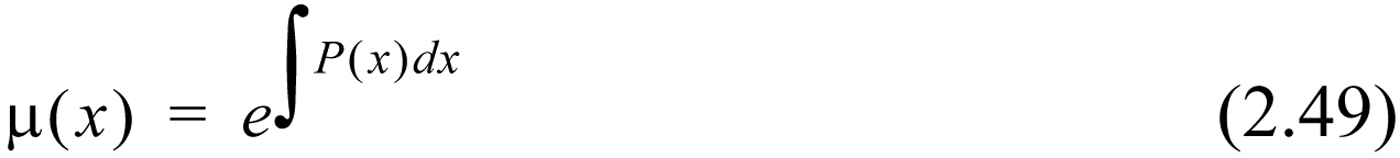 μ(x) = e^{∫P(x)dx} (2.49)